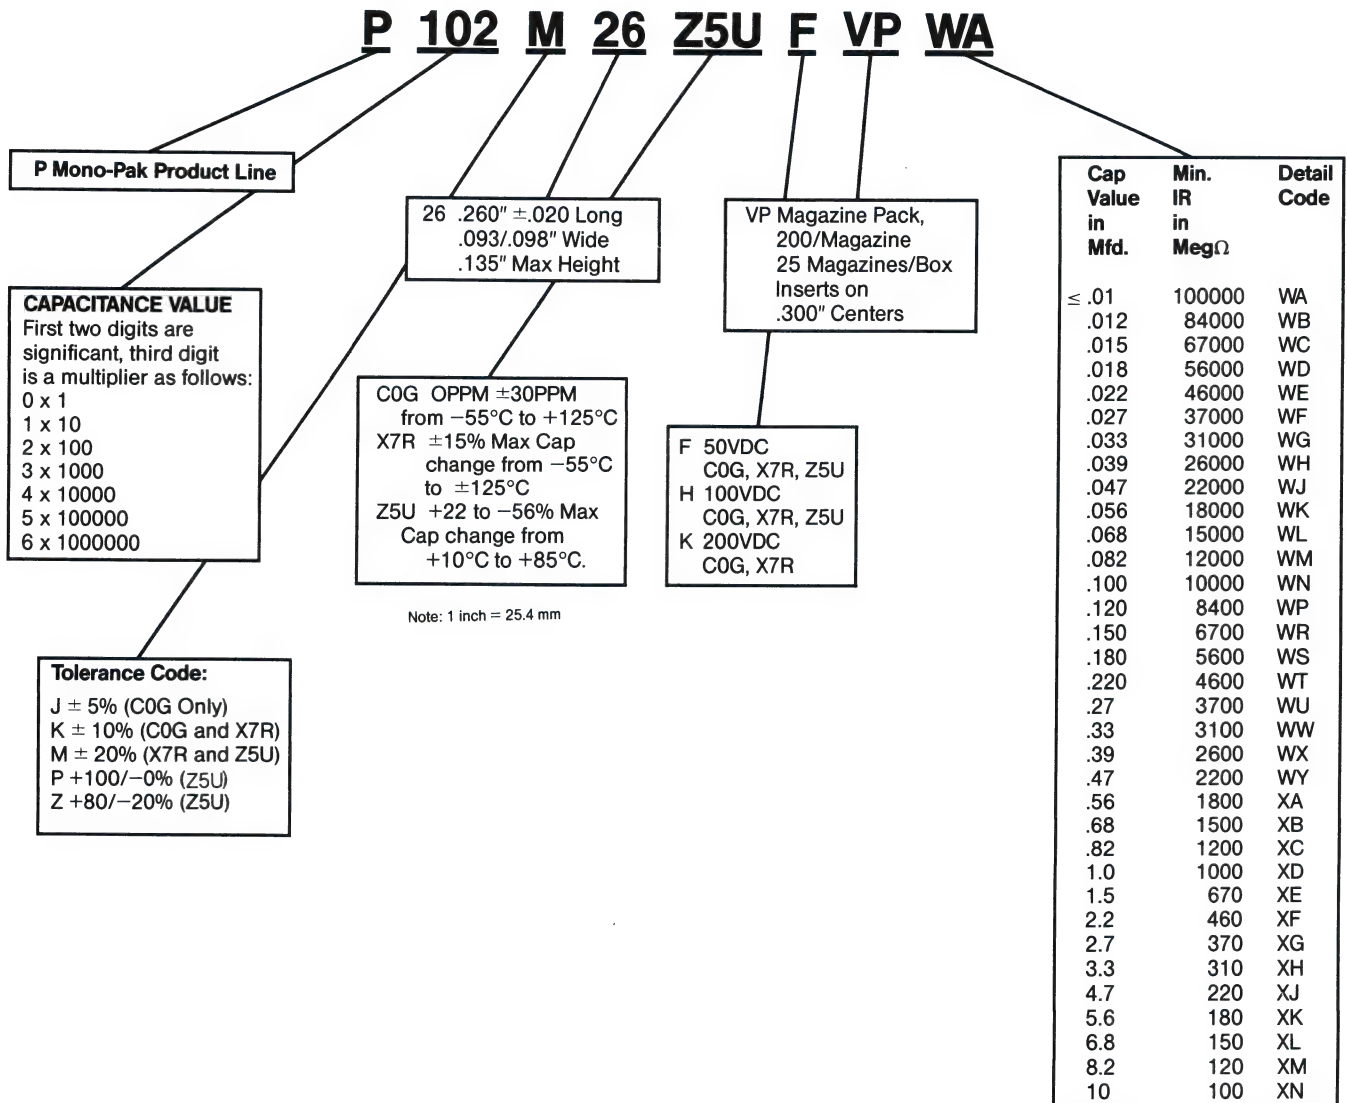 P 102 M 26 Z5U F VP WA
P Mono-Pak Product Line
CAPACITANCE VALUE
First two digits are
significant, third digit
is a multiplier as follows:
0 x 1
1 x 10
2 x 100
3 x 1000
4 x 10000
5 x 100000
6 x 1000000
Tolerance Code:
J ± 5% (C0G Only)
K ± 10% (C0G and X7R)
M ± 20% (X7R and Z5U)
P +100/−0% (Z5U)
Z +80/−20% (Z5U)
26 .260" ±.020 Long
.093/.098" Wide
.135" Max Height
C0G OPPM ±30PPM
from −55°C to +125°C
X7R ±15% Max Cap
change from −55°C
to ±125°C
Z5U +22 to −56% Max
Cap change from
+10°C to +85°C.
Note: 1 inch = 25.4 mm
VP Magazine Pack,
200/Magazine
25 Magazines/Box
Inserts on
.300" Centers
F 50VDC
C0G, X7R, Z5U
H 100VDC
C0G, X7R, Z5U
K 200VDC
C0G, X7R
Cap Min. Detail
Value IR Code
in in
Mfd. MegΩ
≤ .01 100000 WA
.012 84000 WB
.015 67000 WC
.018 56000 WD
.022 46000 WE
.027 37000 WF
.033 31000 WG
.039 26000 WH
.047 22000 WJ
.056 18000 WK
.068 15000 WL
.082 12000 WM
.100 10000 WN
.120 8400 WP
.150 6700 WR
.180 5600 WS
.220 4600 WT
.27 3700 WU
.33 3100 WW
.39 2600 WX
.47 2200 WY
.56 1800 XA
.68 1500 XB
.82 1200 XC
1.0 1000 XD
1.5 670 XE
2.2 460 XF
2.7 370 XG
3.3 310 XH
4.7 220 XJ
5.6 180 XK
6.8 150 XL
8.2 120 XM
10 100 XN